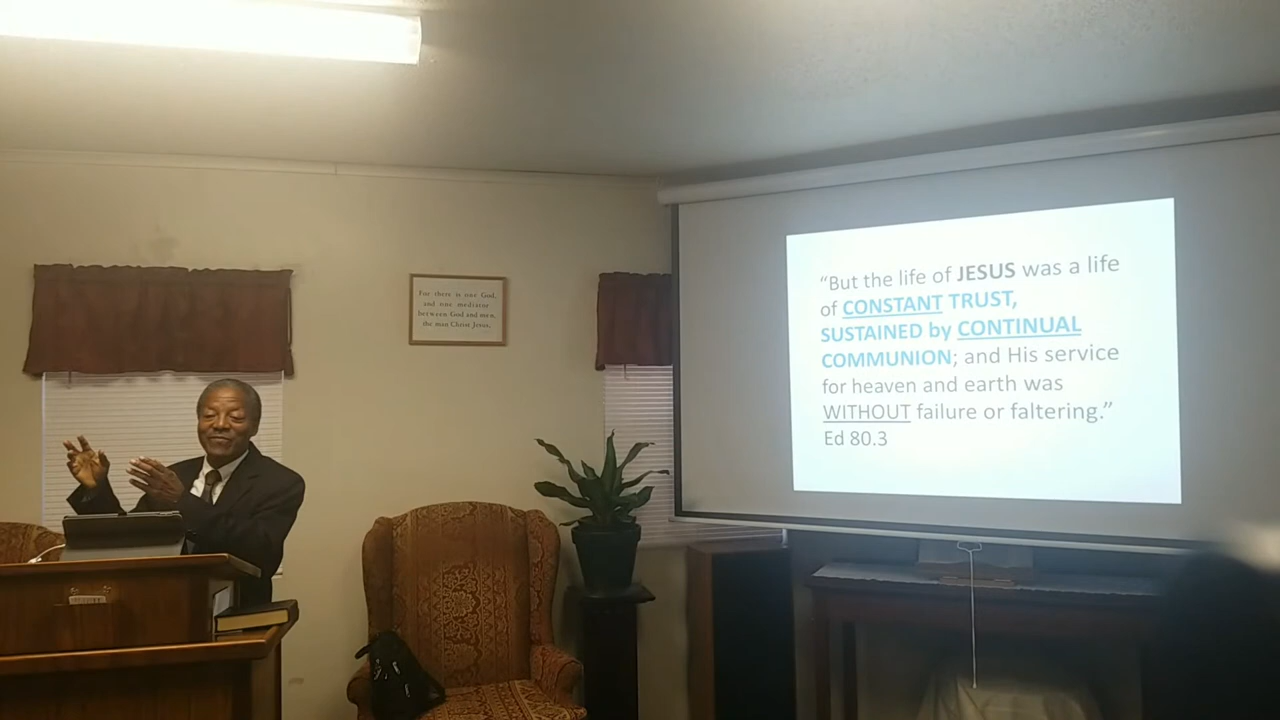 For there is one God,
and one mediator
between God and men,
the man Christ Jesus;
“But the life of JESUS was a life
of CONSTANT TRUST,
SUSTAINED by CONTINUAL
COMMUNION; and His service
for heaven and earth was
WITHOUT failure or faltering.”
Ed 80.3